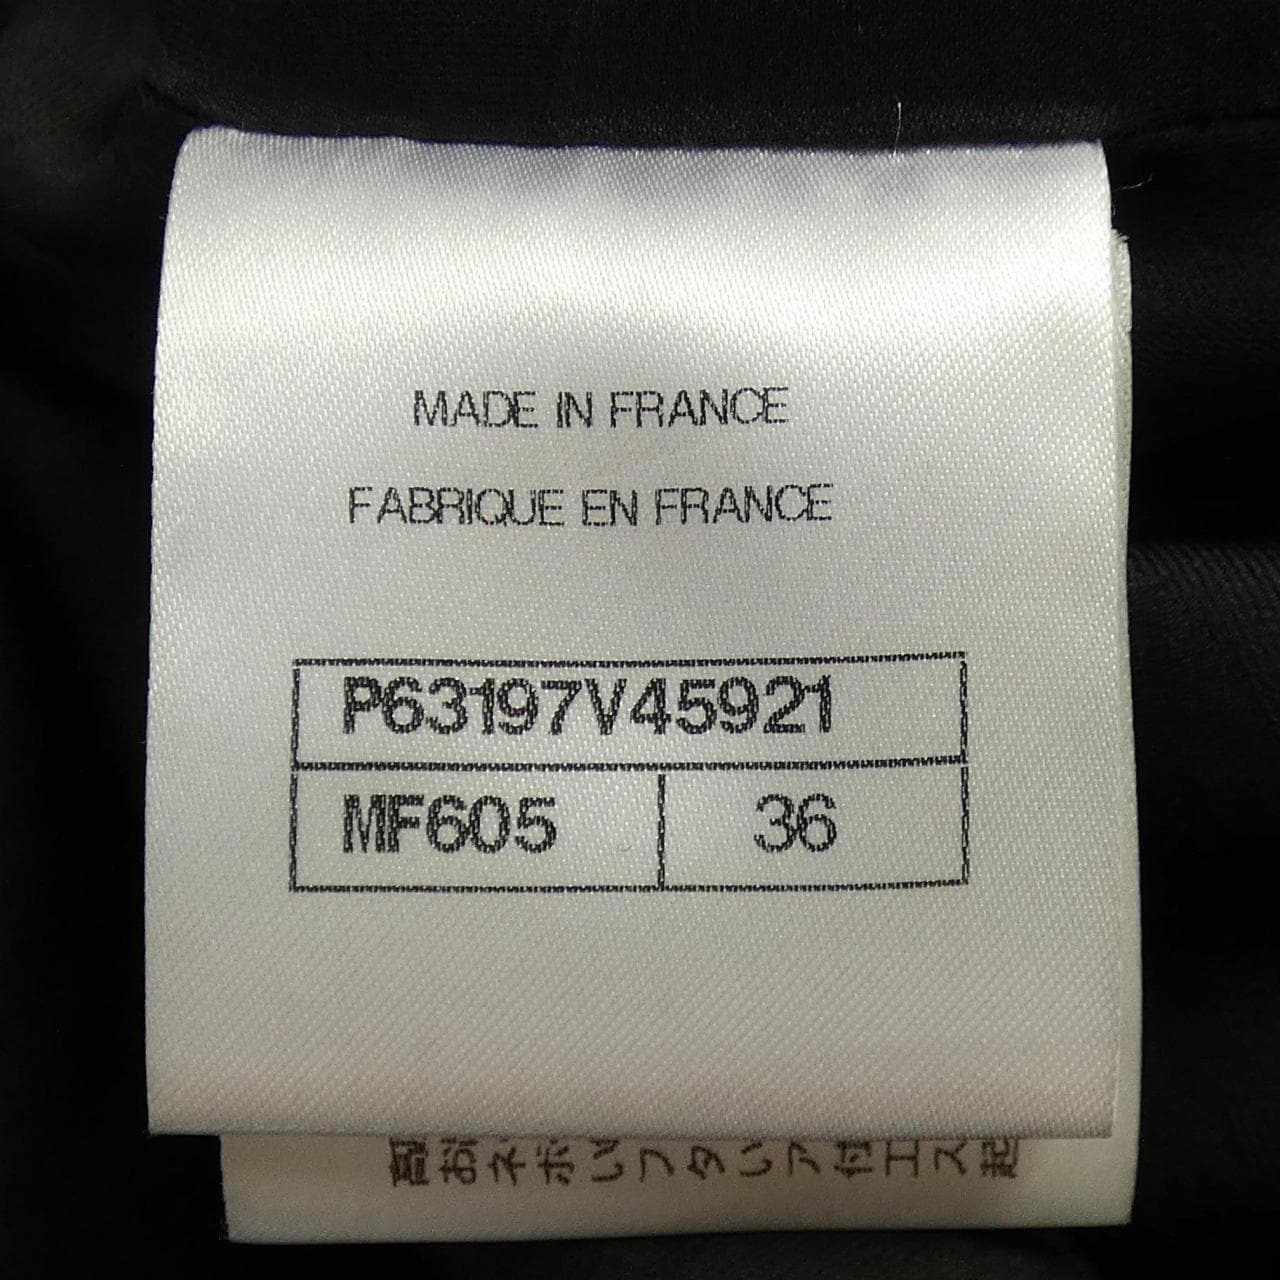 MADE IN FRANCE
FABRIQUE EN FRANCE
P63197V45921
MF605 36